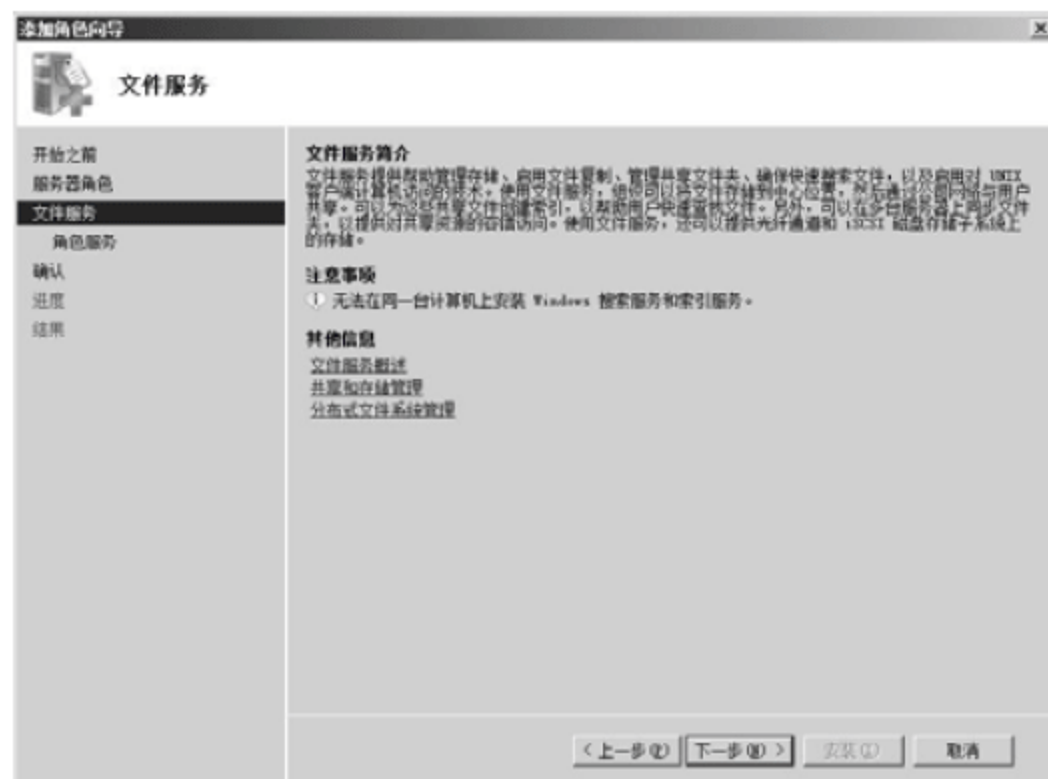 添加角色向导
文件服务
开始之前
服务器角色
文件服务
角色服务
确认
进度
结果
文件服务简介
文件服务提供帮助管理存储、启用文件复制、管理共享文件夹、确保快速搜索文件，以及启用对 UNIX
客户端计算机访问的技术。使用文件服务，组织可以将文件存储到中心位置，然后通过公司网络与用户
共享。可以为这些共享文件创建索引，以帮助用户快速查找文件。另外，可以在多台服务器上同步文件
夹，以提供对共享资源的容错访问。使用文件服务，还可以提供光纤通道和 iSCSI 磁盘存储子系统上
的存储。
注意事项
无法在同一台计算机上安装 Windows 搜索服务和索引服务。
其他信息
文件服务概述
共享和存储管理
分布式文件系统管理
< 上一步(P)
下一步(N) >
安装(I)
取消